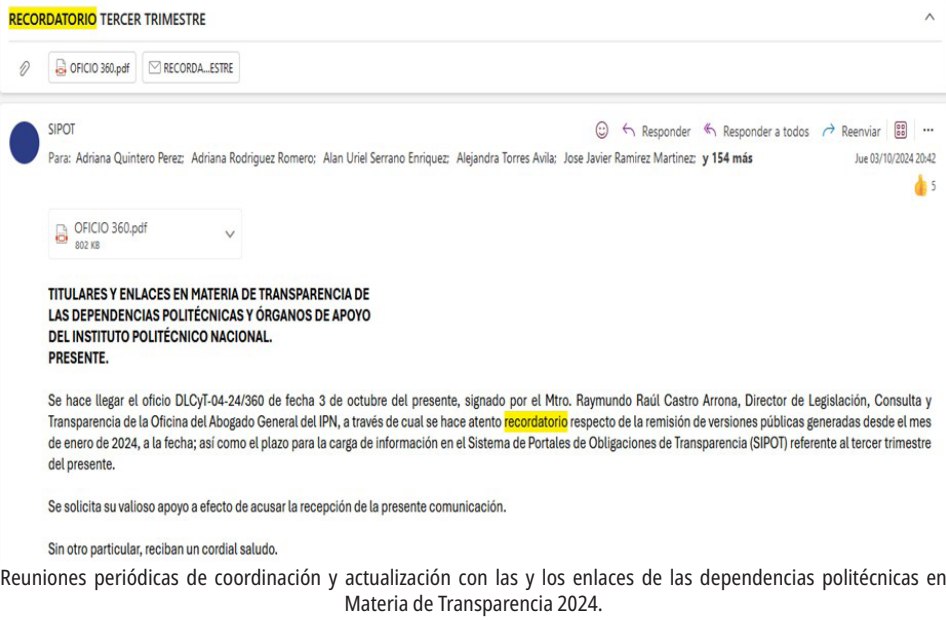 RECORDATORIO TERCER TRIMESTRE
OFICIO 360.pdf
RECORDA...ESTRE
SIPOT
Responder
Responder a todos
Reenviar
Para: Adriana Quintero Perez; Adriana Rodriguez Romero; Alan Uriel Serrano Enriquez; Alejandra Torres Avila; Jose Javier Ramirez Martinez; y 154 más
Jue 03/10/2024 20:42
5
OFICIO 360.pdf
802 KB
TITULARES Y ENLACES EN MATERIA DE TRANSPARENCIA DE
LAS DEPENDENCIAS POLITÉCNICAS Y ÓRGANOS DE APOYO
DEL INSTITUTO POLITÉCNICO NACIONAL.
PRESENTE.
Se hace llegar el oficio DLCyT-04-24/360 de fecha 3 de octubre del presente, signado por el Mtro. Raymundo Raúl Castro Arrona, Director de Legislación, Consulta y
Transparencia de la Oficina del Abogado General del IPN, a través de cual se hace atento recordatorio respecto de la remisión de versiones públicas generadas desde el mes
de enero de 2024, a la fecha; así como el plazo para la carga de información en el Sistema de Portales de Obligaciones de Transparencia (SIPOT) referente al tercer trimestre
del presente.
Se solicita su valioso apoyo a efecto de acusar la recepción de la presente comunicación.
Sin otro particular, reciban un cordial saludo.
Reuniones periódicas de coordinación y actualización con las y los enlaces de las dependencias politécnicas en
Materia de Transparencia 2024.